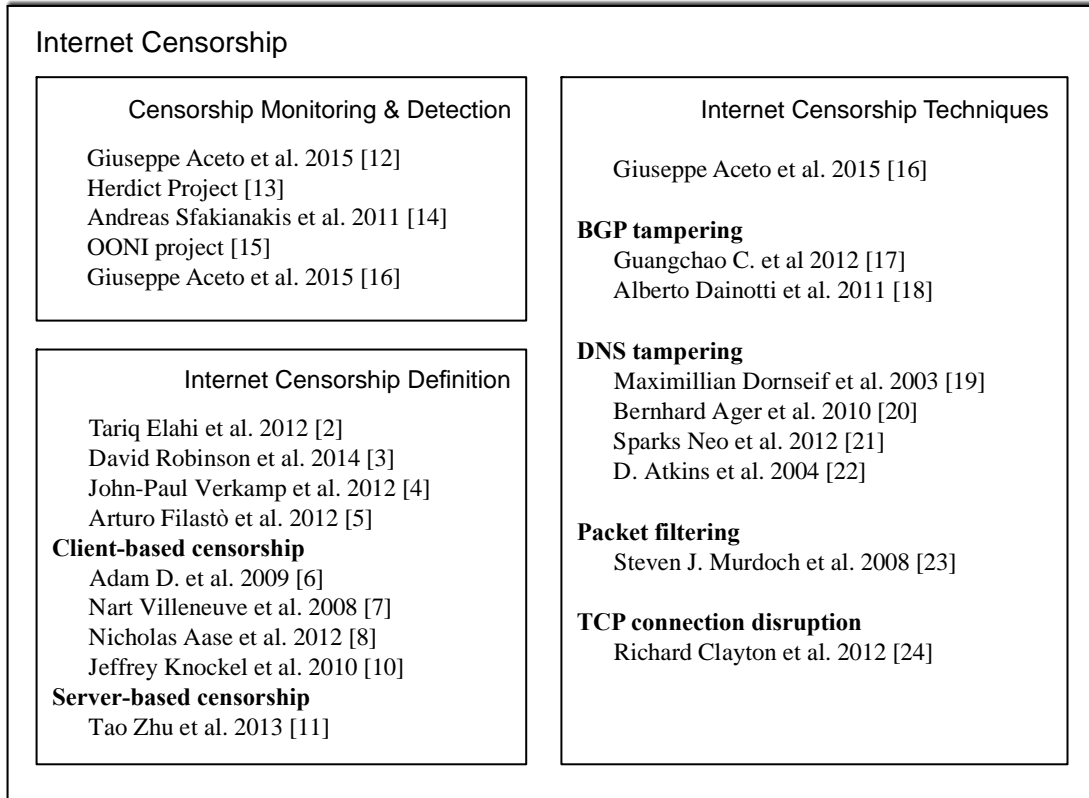 Internet Censorship
Censorship Monitoring & Detection
Giuseppe Aceto et al. 2015 [12]
Herdict Project [13]
Andreas Sfakianakis et al. 2011 [14]
OONI project [15]
Giuseppe Aceto et al. 2015 [16]
Internet Censorship Definition
Tariq Elahi et al. 2012 [2]
David Robinson et al. 2014 [3]
John-Paul Verkamp et al. 2012 [4]
Arturo Filastò et al. 2012 [5]
Client-based censorship
Adam D. et al. 2009 [6]
Nart Villeneuve et al. 2008 [7]
Nicholas Aase et al. 2012 [8]
Jeffrey Knockel et al. 2010 [10]
Server-based censorship
Tao Zhu et al. 2013 [11]
Internet Censorship Techniques
Giuseppe Aceto et al. 2015 [16]
BGP tampering
Guangchao C. et al 2012 [17]
Alberto Dainotti et al. 2011 [18]
DNS tampering
Maximillian Dornseif et al. 2003 [19]
Bernhard Ager et al. 2010 [20]
Sparks Neo et al. 2012 [21]
D. Atkins et al. 2004 [22]
Packet filtering
Steven J. Murdoch et al. 2008 [23]
TCP connection disruption
Richard Clayton et al. 2012 [24]